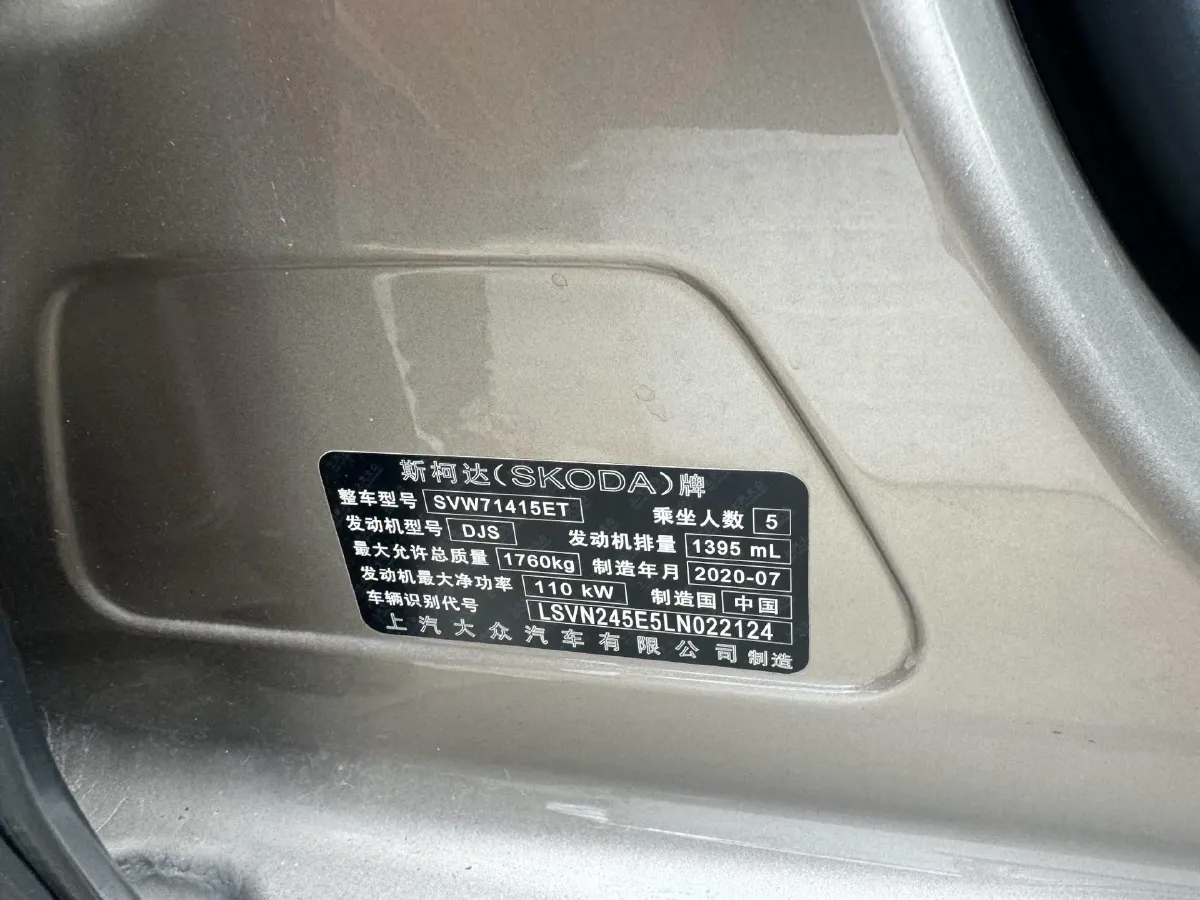 斯柯达(SKODA)牌
整车型号 SVW71415ET 乘坐人数 5
发动机型号 DJS 发动机排量 1395 mL
最大允许总质量 1760kg 制造年月 2020-07
发动机最大净功率 110 kW 制造国 中国
车辆识别代号 LSVN245E5LN022124
上汽大众汽车有限公司 制造